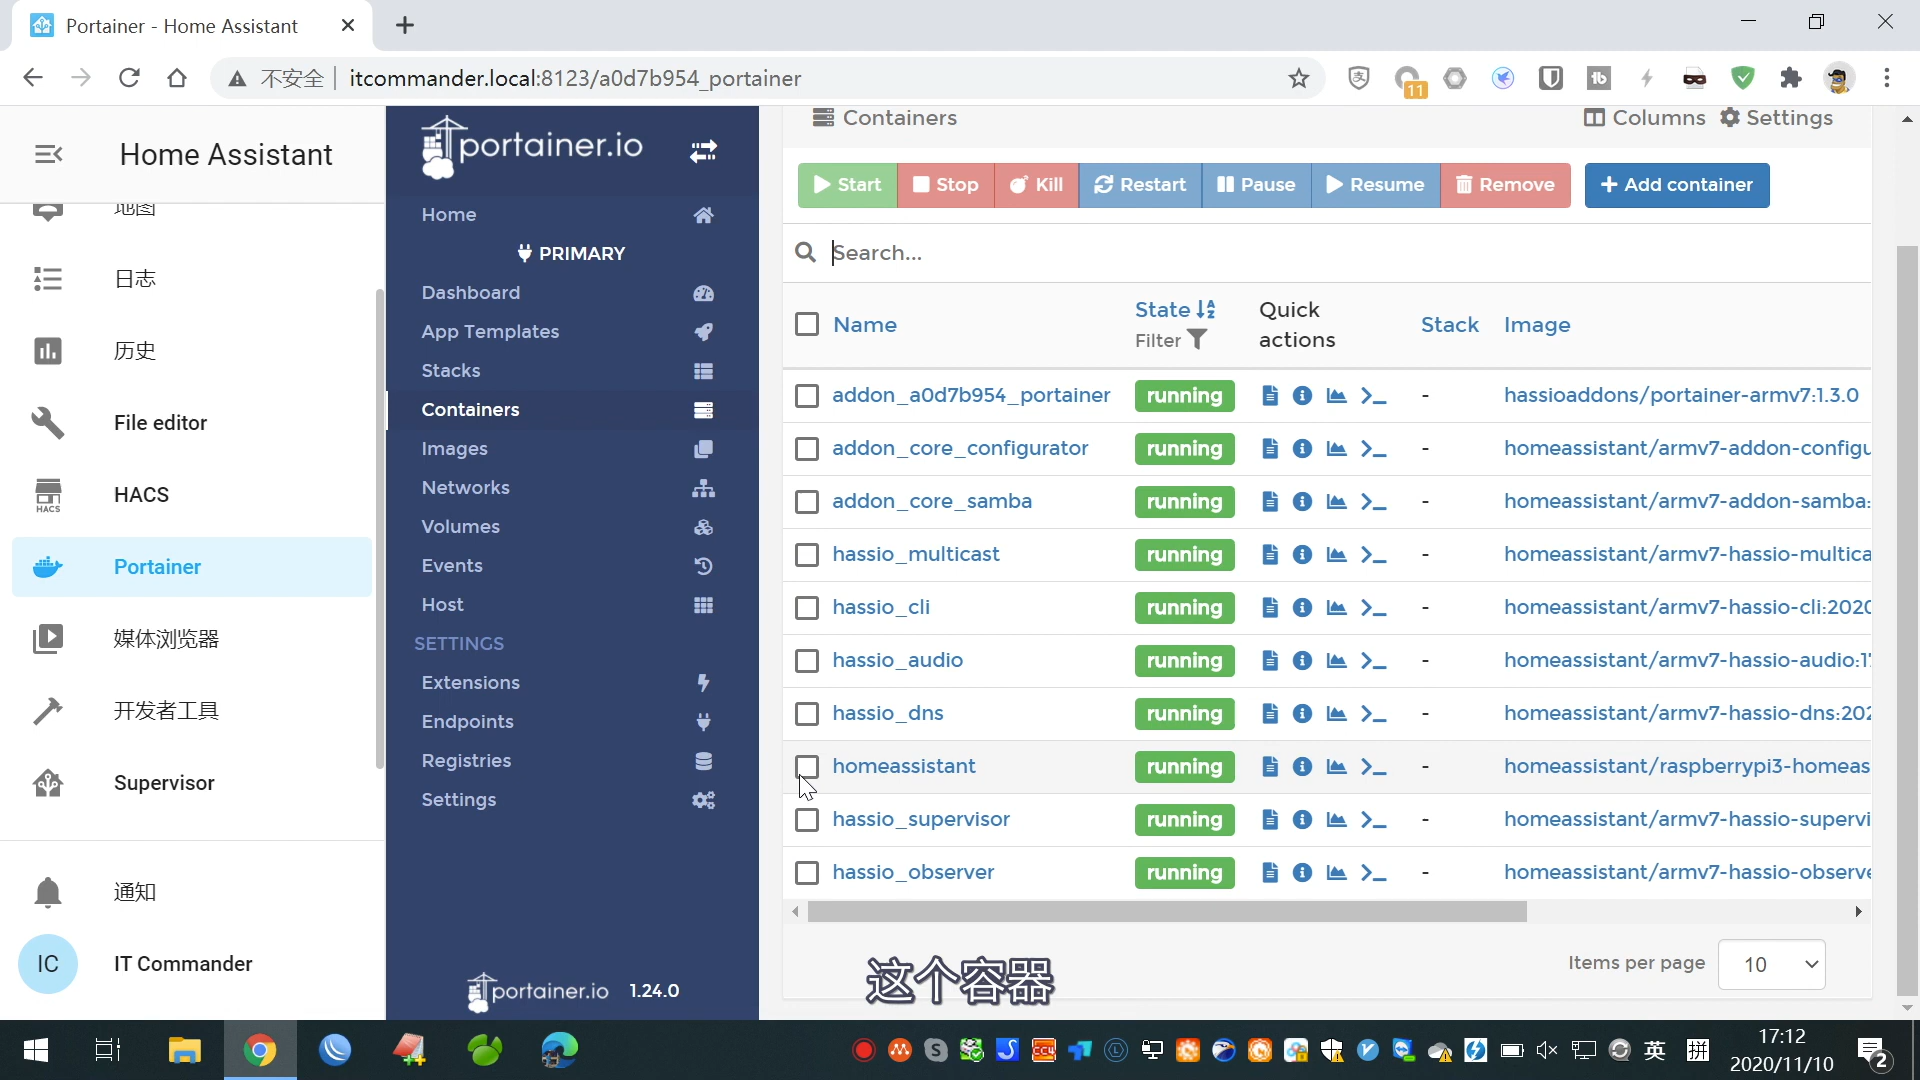 Portainer - Home Assistant
不安全
itcommander.local:8123/a0d7b954_portainer
11
Home Assistant
地图
日志
历史
File editor
HACS
HACS
Portainer
媒体浏览器
开发者工具
Supervisor
通知
IC
IT Commander
portainer.io
Home
PRIMARY
Dashboard
App Templates
Stacks
Containers
Images
Networks
Volumes
Events
Host
SETTINGS
Extensions
Endpoints
Registries
Settings
portainer.io 1.24.0
Containers
Columns Settings
Start Stop Kill Restart Pause Resume Remove + Add container
Search...
Name State Filter Quick actions Stack Image
addon_a0d7b954_portainer running - hassioaddons/portainer-armv7:1.3.0
addon_core_configurator running - homeassistant/armv7-addon-configu
addon_core_samba running - homeassistant/armv7-addon-samba:
hassio_multicast running - homeassistant/armv7-hassio-multica
hassio_cli running - homeassistant/armv7-hassio-cli:2020
hassio_audio running - homeassistant/armv7-hassio-audio:17
hassio_dns running - homeassistant/armv7-hassio-dns:202
homeassistant running - homeassistant/raspberrypi3-homeas
hassio_supervisor running - homeassistant/armv7-hassio-supervi
hassio_observer running - homeassistant/armv7-hassio-observe
Items per page 10
这个容器
英
拼
17:12
2020/11/10
2